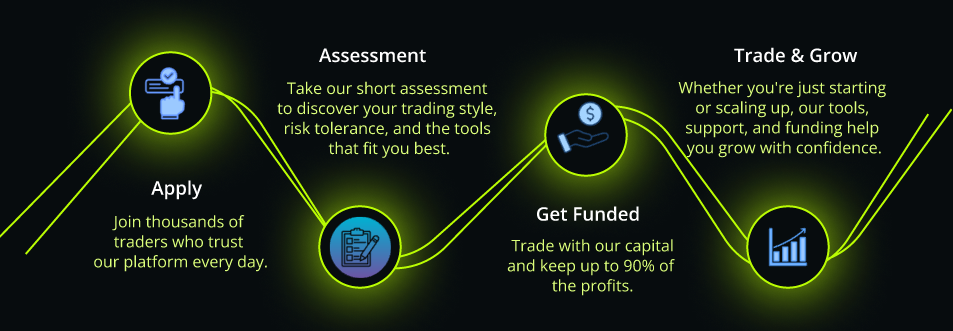 Apply
Join thousands of
traders who trust
our platform every day.
Assessment
Take our short assessment
to discover your trading style,
risk tolerance, and the tools
that fit you best.
Get Funded
Trade with our capital
and keep up to 90% of
the profits.
Trade & Grow
Whether you're just starting
or scaling up, our tools,
support, and funding help
you grow with confidence.